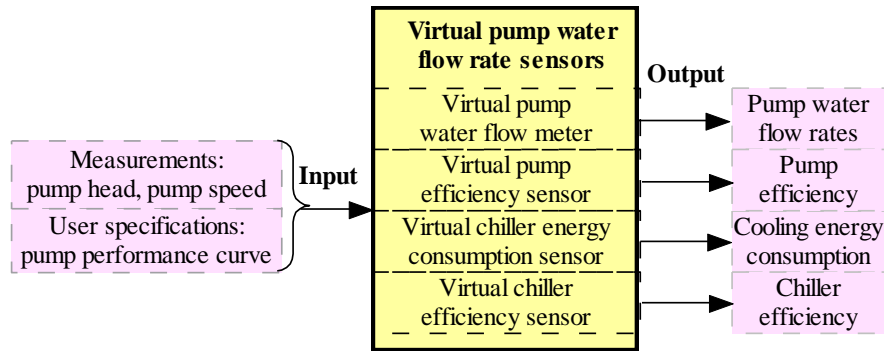 Virtual pump water
flow rate sensors
Output
Virtual pump
water flow meter
Pump water
flow rates
Measurements:
pump head, pump speed
Input
Virtual pump
efficiency sensor
Pump
efficiency
User specifications:
pump performance curve
Virtual chiller energy
consumption sensor
Cooling energy
consumption
Virtual chiller
efficiency sensor
Chiller
efficiency